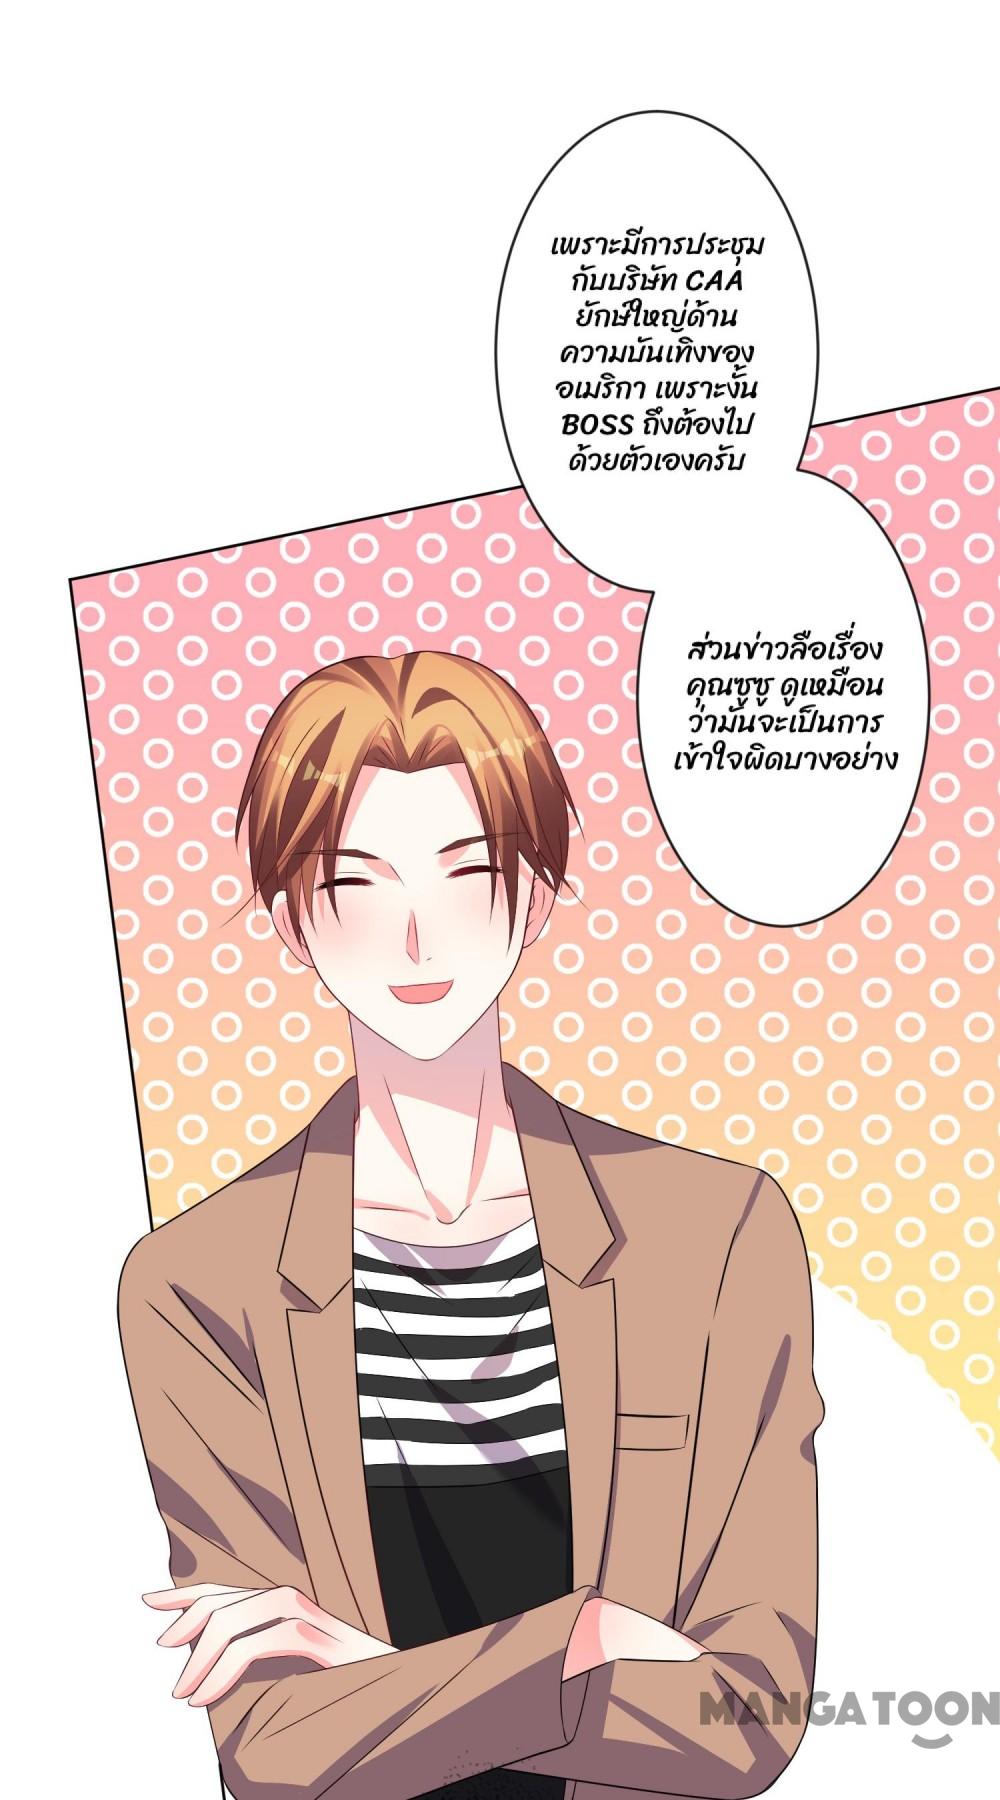 เพราะมีการประชุม
กับบริษัท CAA
ยักษ์ใหญ่ด้าน
ความบันเทิงของ
อเมริกา เพราะงั้น
BOSS ถึงต้องไป
ด้วยตัวเองครับ
ส่วนข่าวลือเรื่อง
คุณซูซู ดูเหมือน
ว่ามันจะเป็นการ
เข้าใจผิดบางอย่าง
MANGATOON